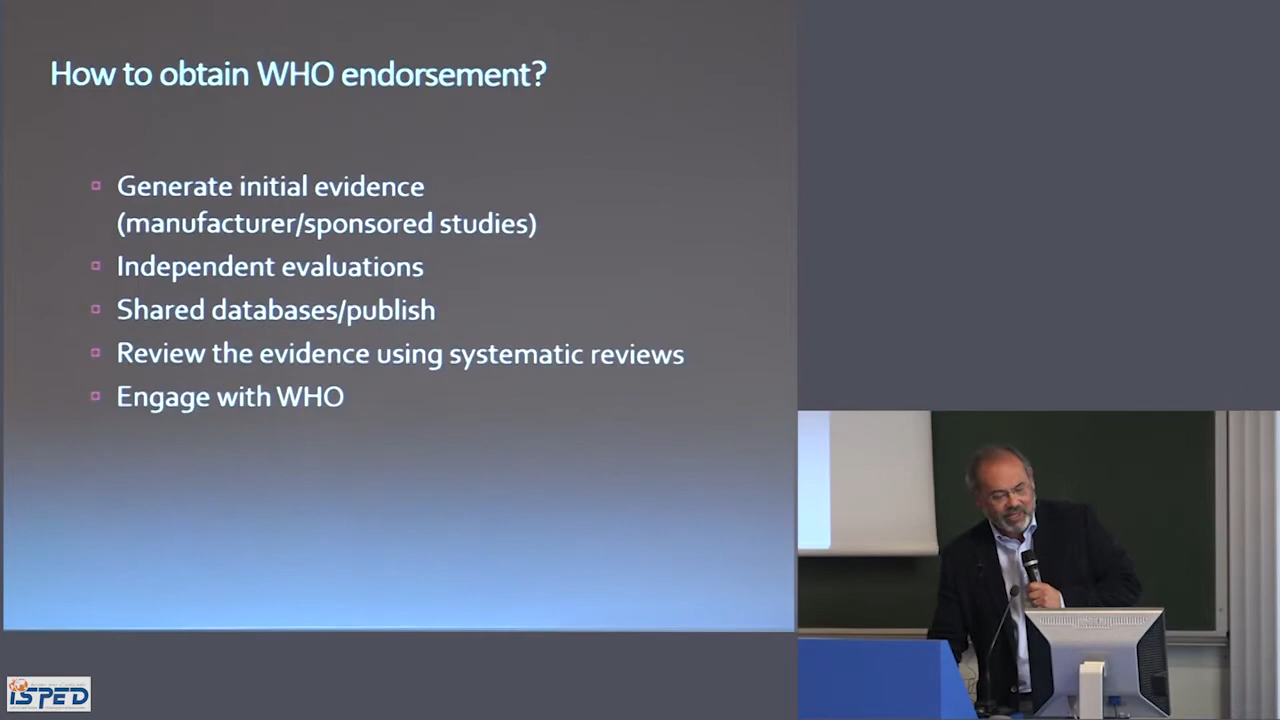 How to obtain WHO endorsement?
Generate initial evidence
(manufacturer/sponsored studies)
Independent evaluations
Shared databases/publish
Review the evidence using systematic reviews
Engage with WHO
ISPED